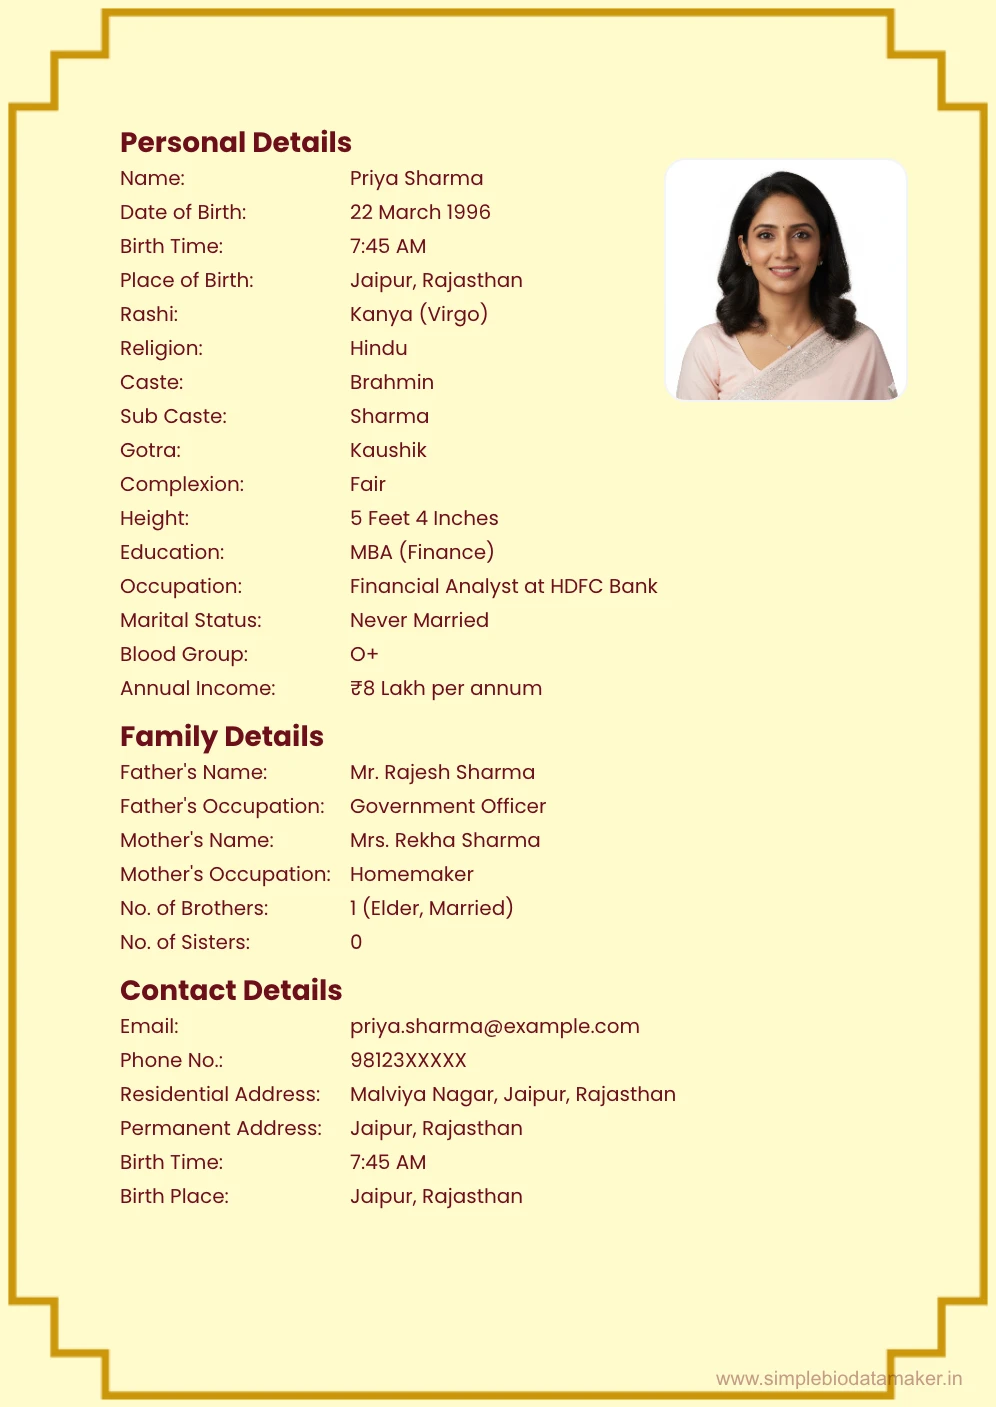 Personal Details
Name: Priya Sharma
Date of Birth: 22 March 1996
Birth Time: 7:45 AM
Place of Birth: Jaipur, Rajasthan
Rashi: Kanya (Virgo)
Religion: Hindu
Caste: Brahmin
Sub Caste: Sharma
Gotra: Kaushik
Complexion: Fair
Height: 5 Feet 4 Inches
Education: MBA (Finance)
Occupation: Financial Analyst at HDFC Bank
Marital Status: Never Married
Blood Group: O+
Annual Income: ₹8 Lakh per annum
Family Details
Father's Name: Mr. Rajesh Sharma
Father's Occupation: Government Officer
Mother's Name: Mrs. Rekha Sharma
Mother's Occupation: Homemaker
No. of Brothers: 1 (Elder, Married)
No. of Sisters: 0
Contact Details
Email: priya.sharma@example.com
Phone No.: 98123XXXXX
Residential Address: Malviya Nagar, Jaipur, Rajasthan
Permanent Address: Jaipur, Rajasthan
Birth Time: 7:45 AM
Birth Place: Jaipur, Rajasthan
www.simplebiodatamaker.in